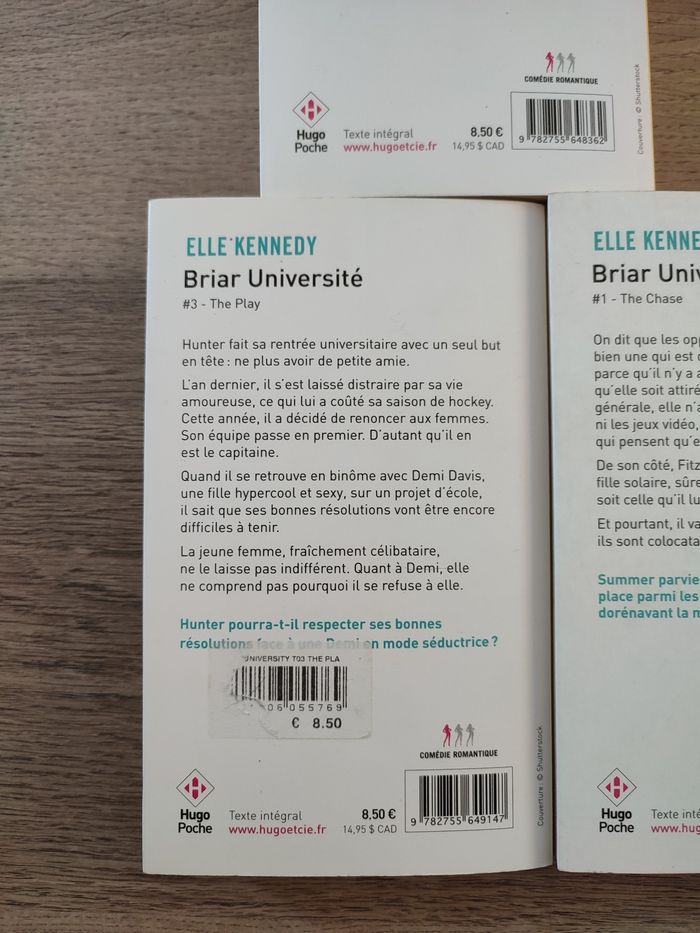 COMÉDIE ROMANTIQUE
Hugo
Poche
Texte intégral
www.hugoetcie.fr
8,50 €
14,95 $ CAD
9 782755 648362
Couverture : © Shutterstock
ELLE KENNEDY
Briar Université
#3 - The Play
Hunter fait sa rentrée universitaire avec un seul but
en tête : ne plus avoir de petite amie.
L'an dernier, il s'est laissé distraire par sa vie
amoureuse, ce qui lui a coûté sa saison de hockey.
Cette année, il a décidé de renoncer aux femmes.
Son équipe passe en premier. D'autant qu'il en
est le capitaine.
Quand il se retrouve en binôme avec Demi Davis,
une fille hypercool et sexy, sur un projet d'école,
il sait que ses bonnes résolutions vont être encore
difficiles à tenir.
La jeune femme, fraîchement célibataire,
ne le laisse pas indifférent. Quant à Demi, elle
ne comprend pas pourquoi il se refuse à elle.
Hunter pourra-t-il respecter ses bonnes
résolutions face à une Demi en mode séductrice ?
UNIVERSITY T03 THE PLA
06055769
€ 8.50
COMÉDIE ROMANTIQUE
Hugo
Poche
Texte intégral
www.hugoetcie.fr
8,50 €
14,95 $ CAD
9 782755 649147
Couverture : © Shutterstock
ELLE KENNE
Briar Univ
#1 - The Chase
On dit que les opp
bien une qui est
parce qu'il n'y a a
qu'elle soit attiré
générale, elle n'a
ni les jeux vidéo,
qui pensent qu'e
De son côté, Fitz
fille solaire, sûre
soit celle qu'il lu
Et pourtant, il va
ils sont colocata
Summer parvie
place parmi les
dorénavant la m
Hugo
Poche
Texte inté
www.hug